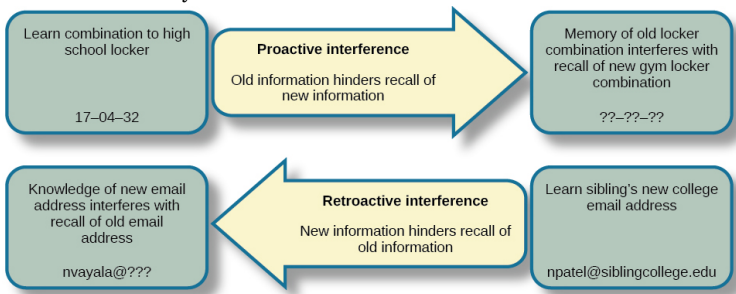 Learn combination to high
school locker
17–04–32
Proactive interference
Old information hinders recall of
new information
Memory of old locker
combination interferes with
recall of new gym locker
combination
??–??–??
Knowledge of new email
address interferes with
recall of old email
address
nvayala@???
Retroactive interference
New information hinders recall of
old information
Learn sibling's new college
email address
npatel@siblingcollege.edu